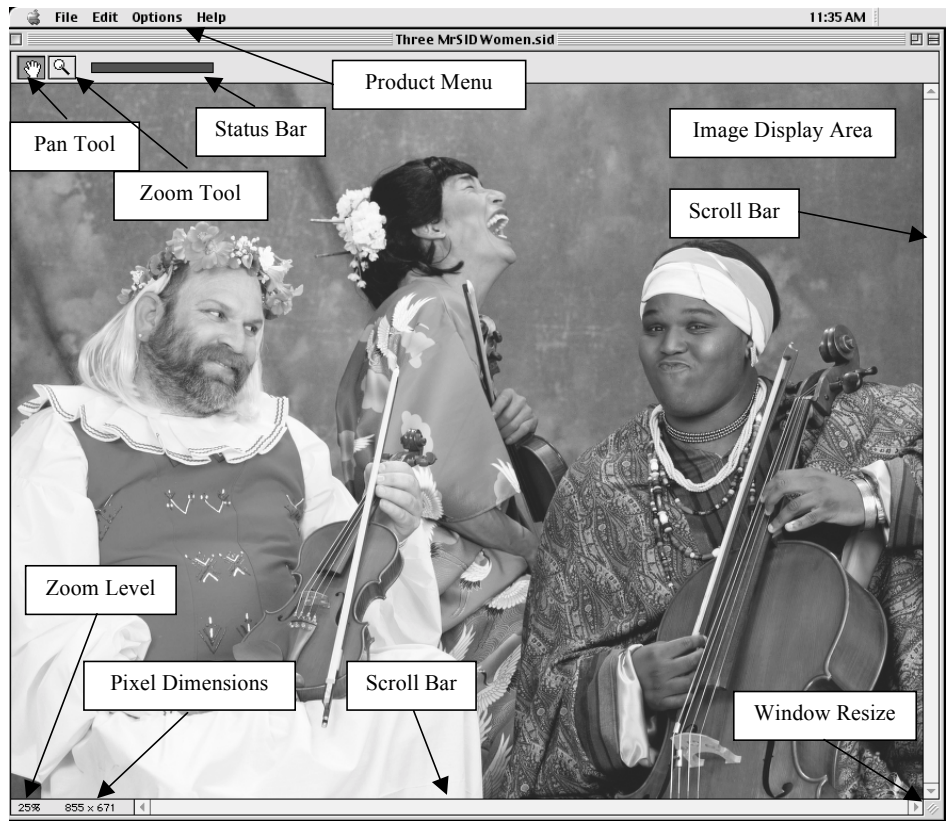 File Edit Options Help 11:35 AM
Three MrSID Women.sid
Product Menu
Pan Tool
Status Bar
Image Display Area
Zoom Tool
Scroll Bar
Zoom Level
Pixel Dimensions
Scroll Bar
Window Resize
25% 855 x 671